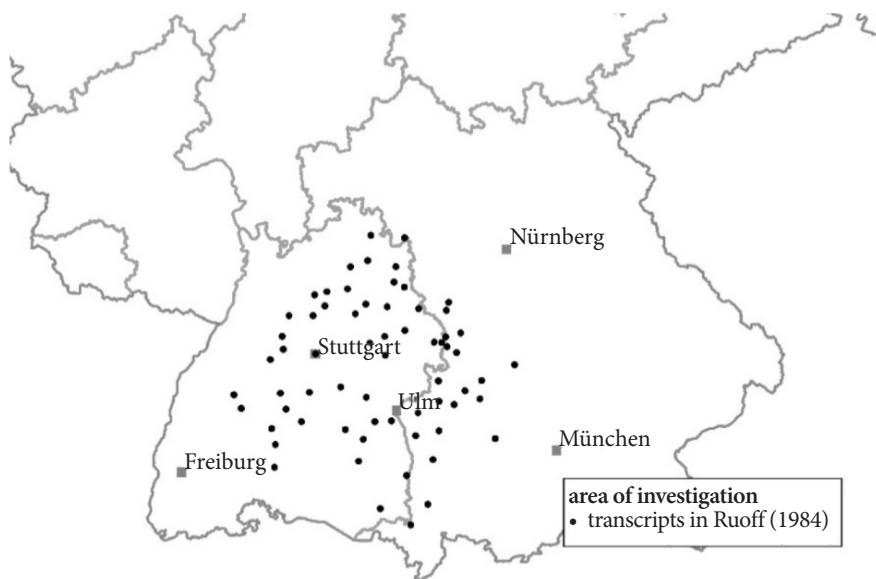 Nürnberg
Stuttgart
Ulm
München
Freiburg
area of investigation
• transcripts in Ruoff (1984)